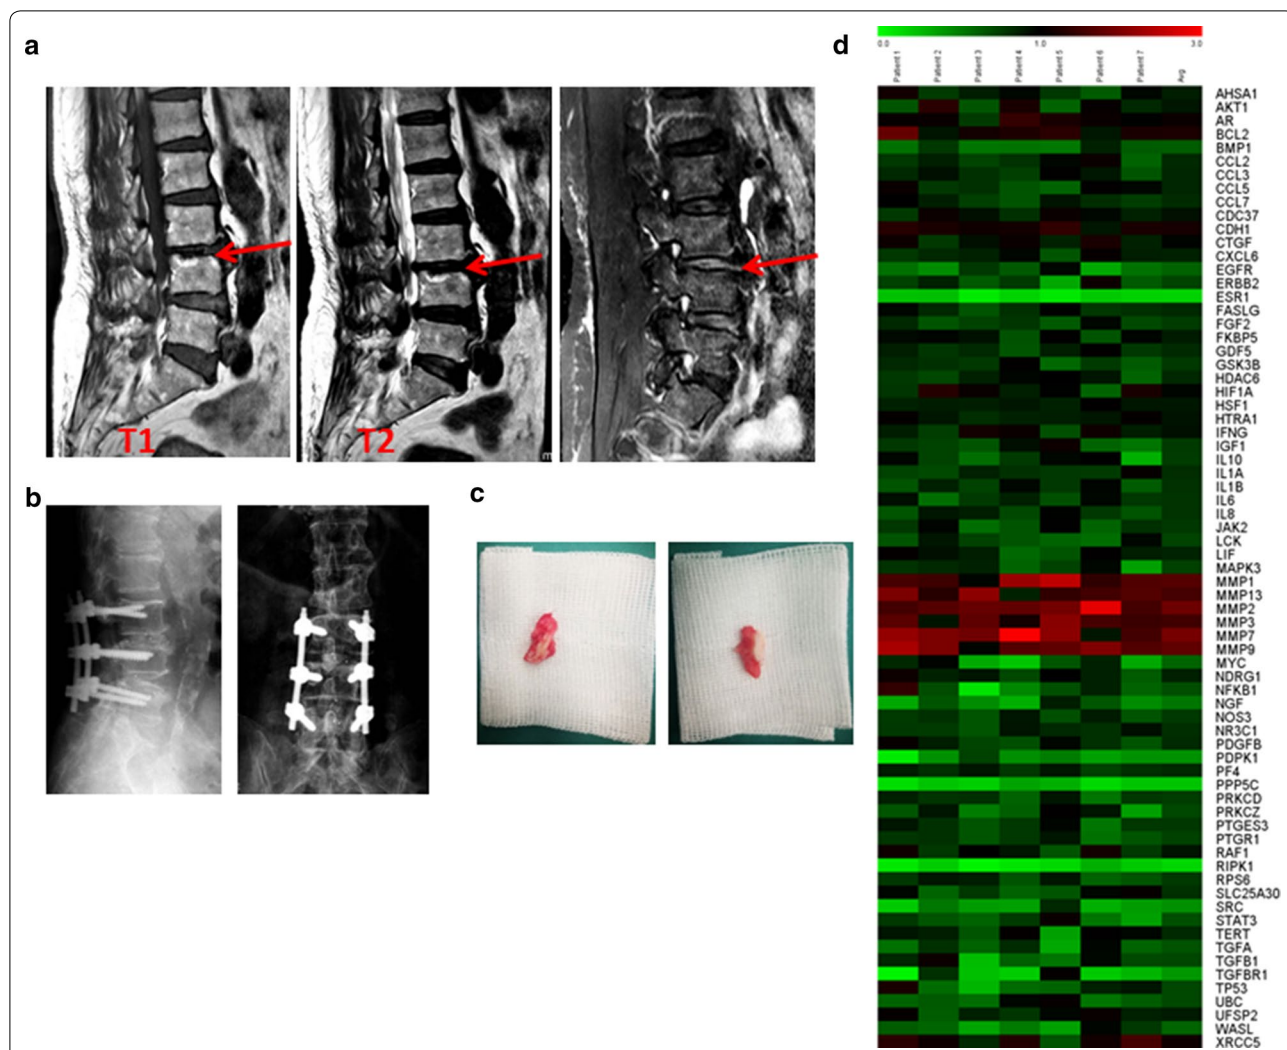 a
T1
T2
m
b
c
d
0.0 1.0 3.0
Patient 1 Patient 2 Patient 3 Patient 4 Patient 5 Patient 6 Patient 7 Avg
AHSA1
AKT1
AR
BCL2
BMP1
CCL2
CCL3
CCL5
CCL7
CDC37
CDH1
CTGF
CXCL6
EGFR
ERBB2
ESR1
FASLG
FGF2
FKBP5
GDF5
GSK3B
HDAC6
HIF1A
HSF1
HTRA1
IFNG
IGF1
IL10
IL1A
IL1B
IL6
IL8
JAK2
LCK
LIF
MAPK3
MMP1
MMP13
MMP2
MMP3
MMP7
MMP9
MYC
NDRG1
NFKB1
NGF
NOS3
NR3C1
PDGFB
PDPK1
PF4
PPP5C
PRKCD
PRKCZ
PTGES3
PTGR1
RAF1
RIPK1
RPS6
SLC25A30
SRC
STAT3
TERT
TGFA
TGFB1
TGFBR1
TP53
UBC
UFSP2
WASL
XRCC5